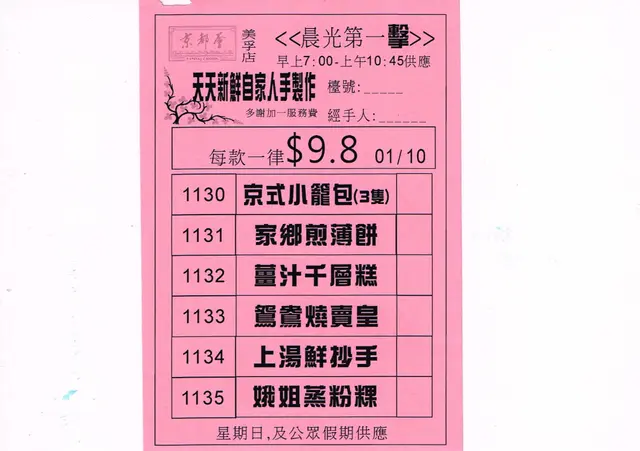 京都薈
美孚店
<<晨光第一擊>>
早上7:00-上午10:45供應
天天新鮮自家人手製作
檯號:_____
多謝加一服務費
經手人:______
每款一律$9.8 01/10
1130 京式小籠包(3隻)
1131 家鄉煎薄餅
1132 薑汁千層糕
1133 鴛鴦燒賣皇
1134 上湯鮮抄手
1135 娥姐蒸粉粿
星期日,及公眾假期供應